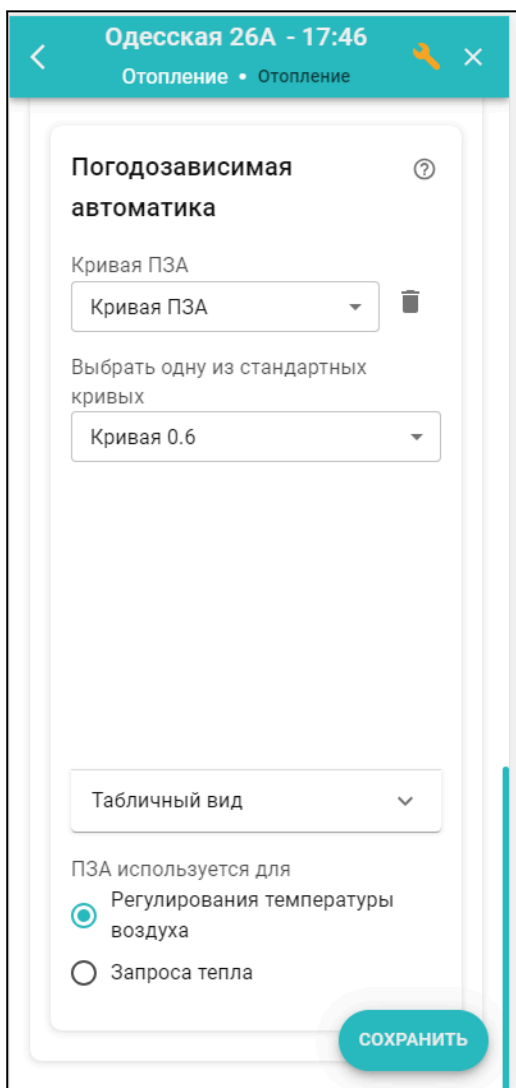 Одесская 26А - 17:46
Отопление • Отопление
Погодозависимая
автоматика
Кривая ПЗА
Кривая ПЗА
Выбрать одну из стандартных
кривых
Кривая 0.6
Табличный вид
ПЗА используется для
Регулирования температуры
воздуха
Запроса тепла
СОХРАНИТЬ